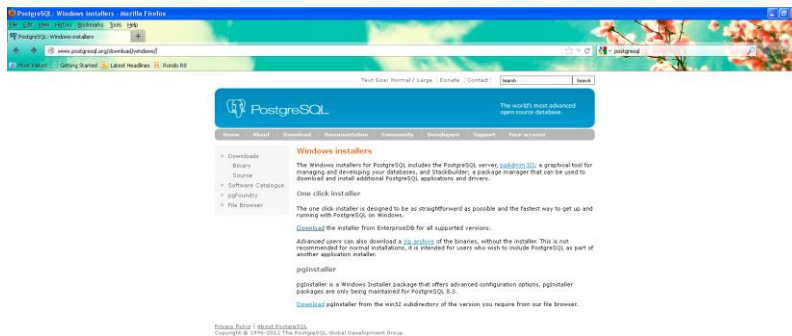 PostgreSQL: Windows installers - Mozilla Firefox
File Edit View History Bookmarks Tools Help
PostgreSQL: Windows installers +
www.postgresql.org/download/windows/
postgresql
Most Visited Getting Started Latest Headlines Rondo R8
Text Size: Normal / Large | Donate | Contact
Search Search
PostgreSQL
The world's most advanced
open source database.
Home About Download Documentation Community Developers Support Your account
Downloads
Binary
Source
Software Catalogue
pgFoundry
File Browser
Windows installers
The Windows installers for PostgreSQL includes the PostgreSQL server, pgAdmin III; a graphical tool for
managing and developing your databases, and StackBuilder; a package manager that can be used to
download and install additional PostgreSQL applications and drivers.
One click installer
The one click installer is designed to be as straightforward as possible and the fastest way to get up and
running with PostgreSQL on Windows.
Download the installer from EnterpriseDB for all supported versions.
Advanced users can also download a zip archive of the binaries, without the installer. This is not
recommended for normal installations, it is intended for users who wish to include PostgreSQL as part of
another application installer.
pgInstaller
pgInstaller is a Windows Installer package that offers advanced configuration options. pgInstaller
packages are only being maintained for PostgreSQL 8.3.
Download pgInstaller from the win32 subdirectory of the version you require from our file browser.
Privacy Policy | About PostgreSQL
Copyright © 1996-2012 The PostgreSQL Global Development Group